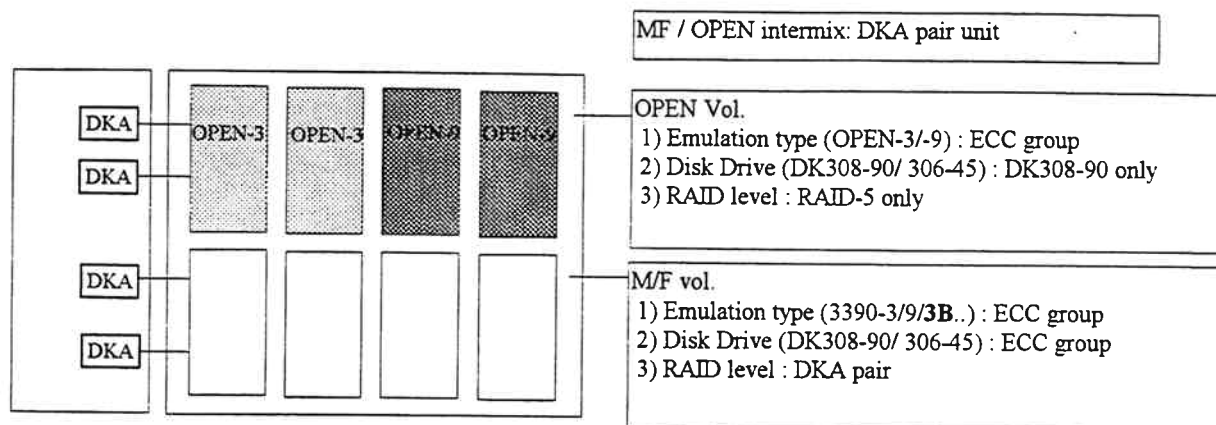 MF / OPEN intermix: DKA pair unit
DKA
DKA
DKA
DKA
OPEN-3
OPEN-3
OPEN-9
OPEN-9
OPEN Vol.
1) Emulation type (OPEN-3/-9) : ECC group
2) Disk Drive (DK308-90/ 306-45) : DK308-90 only
3) RAID level : RAID-5 only
M/F vol.
1) Emulation type (3390-3/9/3B..) : ECC group
2) Disk Drive (DK308-90/ 306-45) : ECC group
3) RAID level : DKA pair